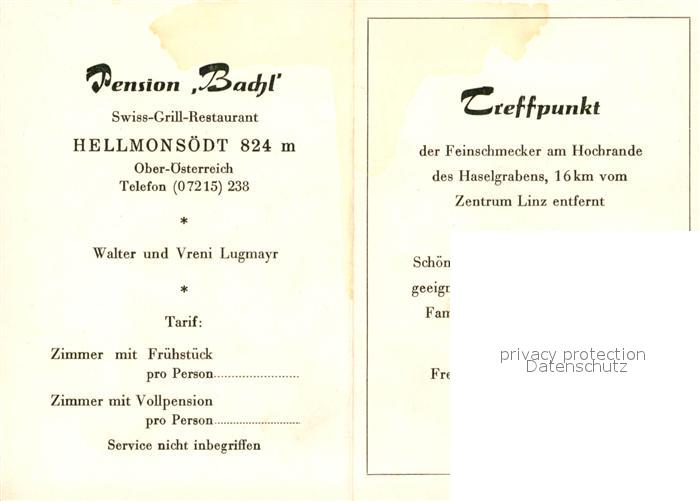 Pension ‚Bachl’
Swiss-Grill-Restaurant
HELLMONSÖDT 824 m
Ober-Österreich
Telefon (07215) 238
*
Walter und Vreni Lugmayr
*
Tarif:
Zimmer mit Frühstück
pro Person....................
Zimmer mit Vollpension
pro Person....................
Service nicht inbegriffen
Treffpunkt
der Feinschmecker am Hochrande
des Haselgrabens, 16 km vom
Zentrum Linz entfernt
privacy protection
Datenschutz